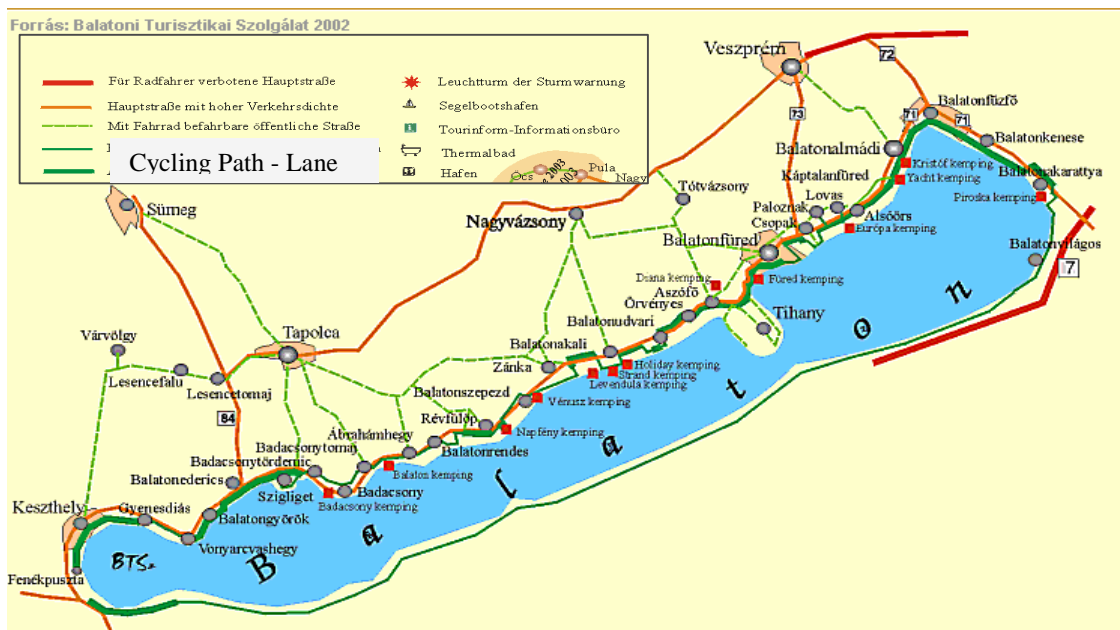 Forrás: Balatoni Turisztikai Szolgálat 2002
Für Radfahrer verbotene Hauptstraße
Hauptstraße mit hoher Verkehrsdichte
Mit Fahrrad befahrbare öffentliche Straße
Cycling Path - Lane
Leuchtturm der Sturmwarnung
Segelbootshafen
Tourinform-Informationsbüro
Thermalbad
Hafen
Öcs
2003
Pula
Nagy
Veszprém
72
73
71
71
Balatonfűzfő
Balatonkenese
Balatonalmádi
Kristóf kemping
Yacht kemping
Balatonakarattya
Piroska kemping
Káptalanfüred
Lovas
Paloznak
Csopak
Alsóörs
Európa kemping
Balatonvilágos
7
Tótvázsony
Sümeg
Nagyvázsony
Balatonfüred
Diana kemping
Füred kemping
Aszófő
Örvényes
Tihany
Balatonudvari
Balatonakali
Zánka
Holiday kemping
Strand kemping
Levendula kemping
Tapolca
Várvölgy
Lesencefalu
Lesencetomaj
Balatonszepezd
Vénusz kemping
84
Révfülöp
Napfény kemping
Ábrahámhegy
Balatonrendes
Badacsonytomaj
Badacsonytördemic
Balaton kemping
Balatonederics
Szigliget
Badacsony
Badacsony kemping
Keszthely
Gyenesdiás
Balatongyörök
Vonyarcvashegy
Fenékpuszta
BTSz
Balaton